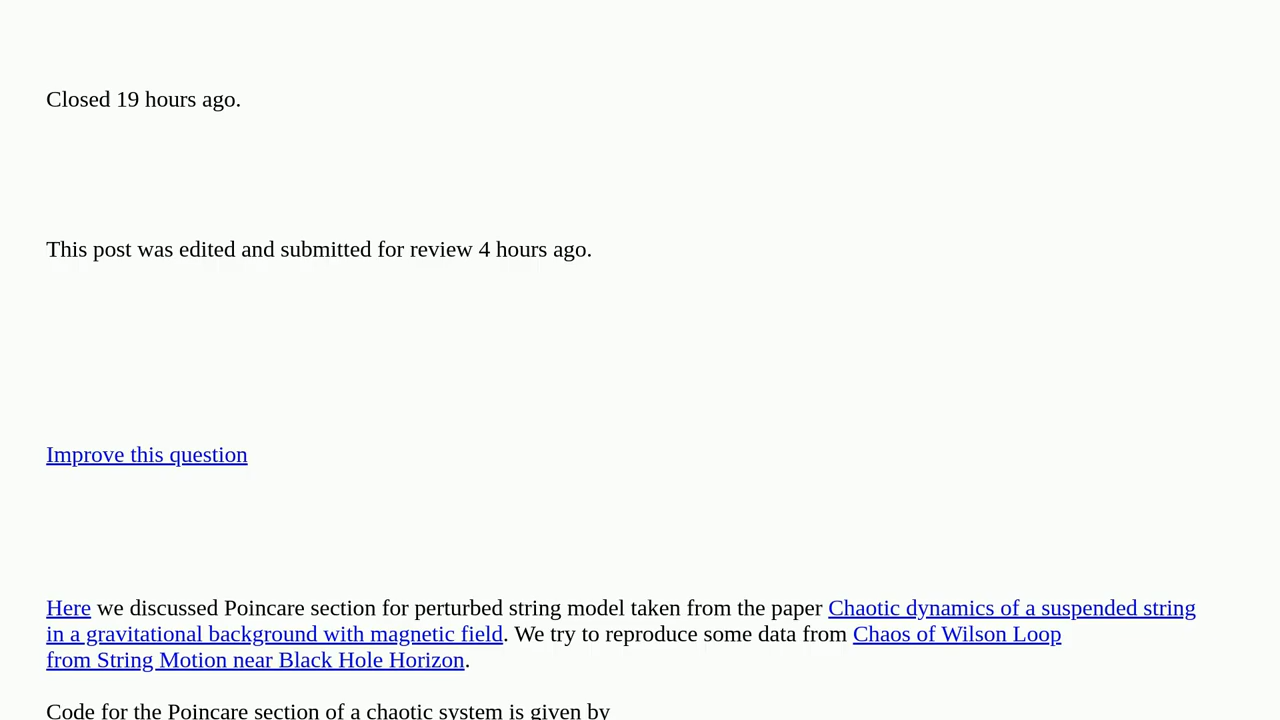 Closed 19 hours ago.
This post was edited and submitted for review 4 hours ago.
Improve this question
Here we discussed Poincare section for perturbed string model taken from the paper Chaotic dynamics of a suspended string
in a gravitational background with magnetic field. We try to reproduce some data from Chaos of Wilson Loop
from String Motion near Black Hole Horizon.
Code for the Poincare section of a chaotic system is given by